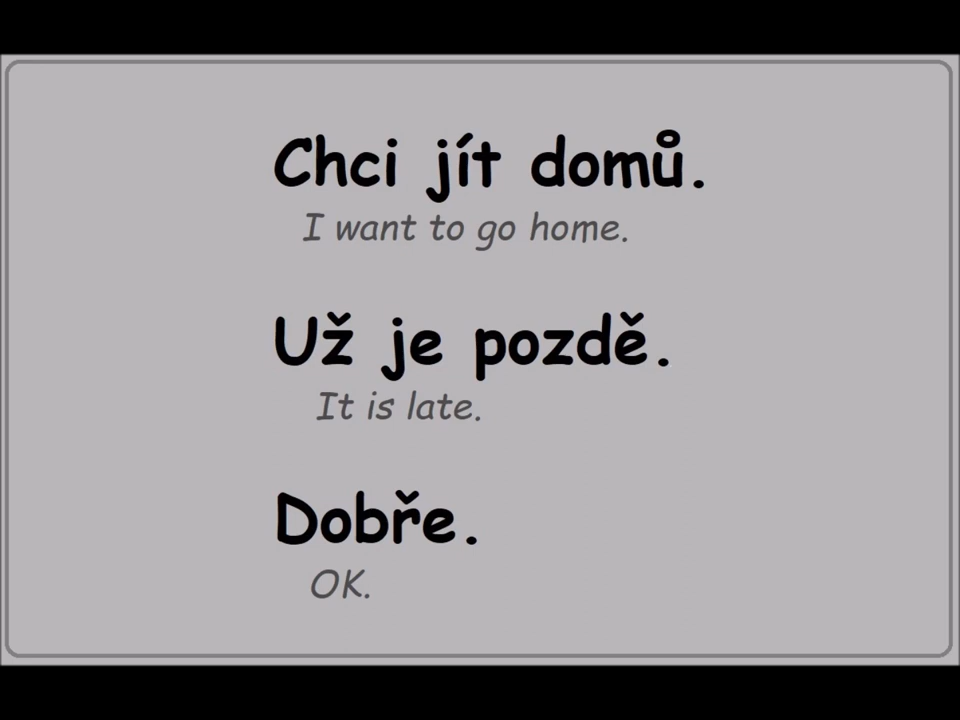 Chci jít domů.
I want to go home.
Už je pozdě.
It is late.
Dobře.
OK.